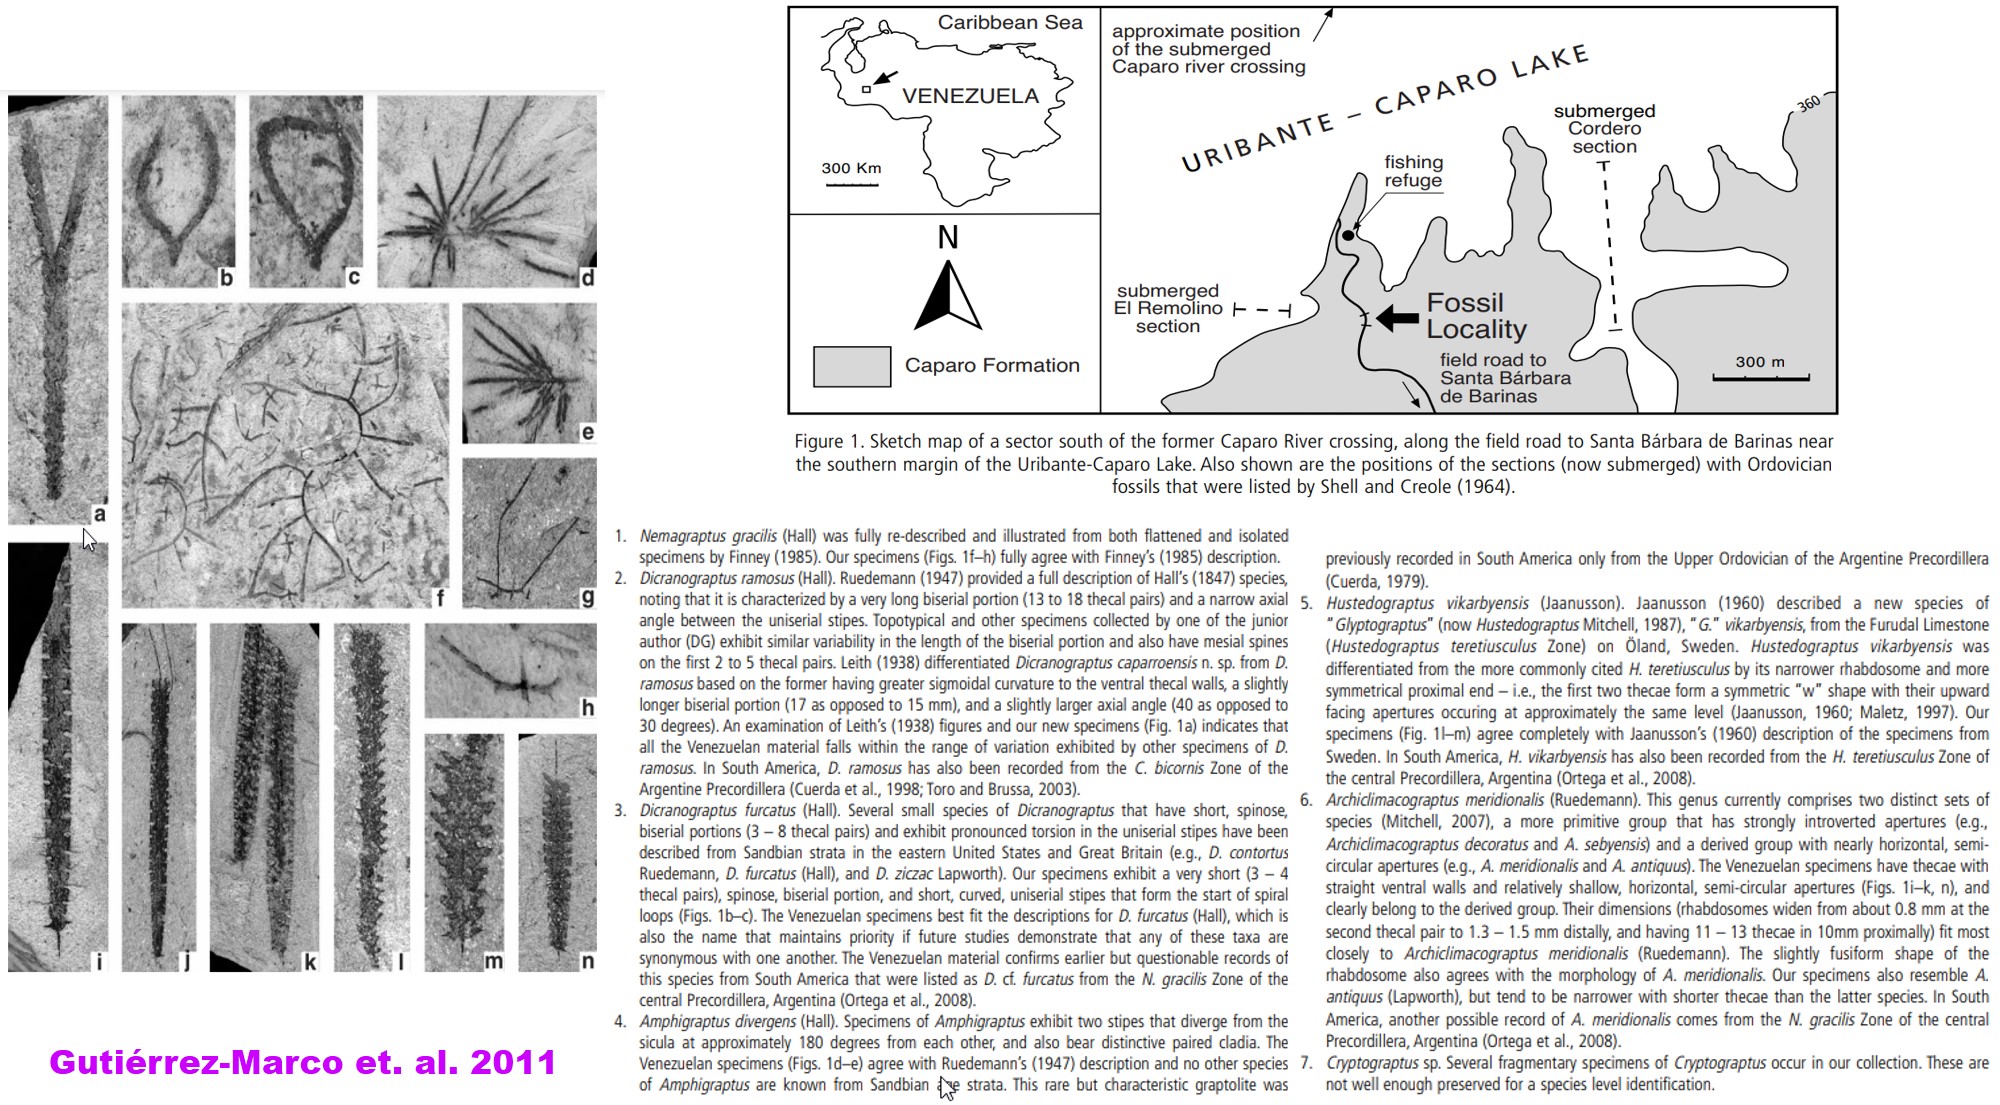 a
b
c
d
e
f
g
h
i
j
k
l
m
n
Gutiérrez-Marco et. al. 2011
Caribbean Sea
VENEZUELA
300 Km
N
Caparo Formation
approximate position
of the submerged
Caparo river crossing
URIBANTE – CAPARO LAKE
360
submerged
Cordero
section
fishing
refuge
submerged
El Remolino
section
Fossil
Locality
field road to
Santa Bárbara
de Barinas
300 m
Figure 1. Sketch map of a sector south of the former Caparo River crossing, along the field road to Santa Bárbara de Barinas near
the southern margin of the Uribante-Caparo Lake. Also shown are the positions of the sections (now submerged) with Ordovician
fossils that were listed by Shell and Creole (1964).
1. Nemagraptus gracilis (Hall) was fully re-described and illustrated from both flattened and isolated
specimens by Finney (1985). Our specimens (Figs. 1f–h) fully agree with Finney's (1985) description.
2. Dicranograptus ramosus (Hall). Ruedemann (1947) provided a full description of Hall's (1847) species,
noting that it is characterized by a very long biserial portion (13 to 18 thecal pairs) and a narrow axial
angle between the uniserial stipes. Topotypical and other specimens collected by one of the junior
author (DG) exhibit similar variability in the length of the biserial portion and also have mesial spines
on the first 2 to 5 thecal pairs. Leith (1938) differentiated Dicranograptus caparroensis n. sp. from D.
ramosus based on the former having greater sigmoidal curvature to the ventral thecal walls, a slightly
longer biserial portion (17 as opposed to 15 mm), and a slightly larger axial angle (40 as opposed to
30 degrees). An examination of Leith's (1938) figures and our new specimens (Fig. 1a) indicates that
all the Venezuelan material falls within the range of variation exhibited by other specimens of D.
ramosus. In South America, D. ramosus has also been recorded from the C. bicornis Zone of the
Argentine Precordillera (Cuerda et al., 1998; Toro and Brussa, 2003).
3. Dicranograptus furcatus (Hall). Several small species of Dicranograptus that have short, spinose,
biserial portions (3 – 8 thecal pairs) and exhibit pronounced torsion in the uniserial stipes have been
described from Sandbian strata in the eastern United States and Great Britain (e.g., D. contortus
Ruedemann, D. furcatus (Hall), and D. ziczac Lapworth). Our specimens exhibit a very short (3 – 4
thecal pairs), spinose, biserial portion, and short, curved, uniserial stipes that form the start of spiral
loops (Figs. 1b–c). The Venezuelan specimens best fit the descriptions for D. furcatus (Hall), which is
also the name that maintains priority if future studies demonstrate that any of these taxa are
synonymous with one another. The Venezuelan material confirms earlier but questionable records of
this species from South America that were listed as D. cf. furcatus from the N. gracilis Zone of the
central Precordillera, Argentina (Ortega et al., 2008).
4. Amphigraptus divergens (Hall). Specimens of Amphigraptus exhibit two stipes that diverge from the
sicula at approximately 180 degrees from each other, and also bear distinctive paired cladia. The
Venezuelan specimens (Figs. 1d–e) agree with Ruedemann's (1947) description and no other species
of Amphigraptus are known from Sandbian strata. This rare but characteristic graptolite was
previously recorded in South America only from the Upper Ordovician of the Argentine Precordillera
(Cuerda, 1979).
5. Hustedograptus vikarbyensis (Jaanusson). Jaanusson (1960) described a new species of
"Glyptograptus" (now Hustedograptus Mitchell, 1987), "G." vikarbyensis, from the Furudal Limestone
(Hustedograptus teretiusculus Zone) on Öland, Sweden. Hustedograptus vikarbyensis was
differentiated from the more commonly cited H. teretiusculus by its narrower rhabdosome and more
symmetrical proximal end – i.e., the first two thecae form a symmetric "w" shape with their upward
facing apertures occuring at approximately the same level (Jaanusson, 1960; Maletz, 1997). Our
specimens (Fig. 1l–m) agree completely with Jaanusson's (1960) description of the specimens from
Sweden. In South America, H. vikarbyensis has also been recorded from the H. teretiusculus Zone of
the central Precordillera, Argentina (Ortega et al., 2008).
6. Archiclimacograptus meridionalis (Ruedemann). This genus currently comprises two distinct sets of
species (Mitchell, 2007), a more primitive group that has strongly introverted apertures (e.g.,
Archiclimacograptus decoratus and A. sebyensis) and a derived group with nearly horizontal, semi-
circular apertures (e.g., A. meridionalis and A. antiquus). The Venezuelan specimens have thecae with
straight ventral walls and relatively shallow, horizontal, semi-circular apertures (Figs. 1i–k, n), and
clearly belong to the derived group. Their dimensions (rhabdosomes widen from about 0.8 mm at the
second thecal pair to 1.3 – 1.5 mm distally, and having 11 – 13 thecae in 10mm proximally) fit most
closely to Archiclimacograptus meridionalis (Ruedemann). The slightly fusiform shape of the
rhabdosome also agrees with the morphology of A. meridionalis. Our specimens also resemble A.
antiquus (Lapworth), but tend to be narrower with shorter thecae than the latter species. In South
America, another possible record of A. meridionalis comes from the N. gracilis Zone of the central
Precordillera, Argentina (Ortega et al., 2008).
7. Cryptograptus sp. Several fragmentary specimens of Cryptograptus occur in our collection. These are
not well enough preserved for a species level identification.